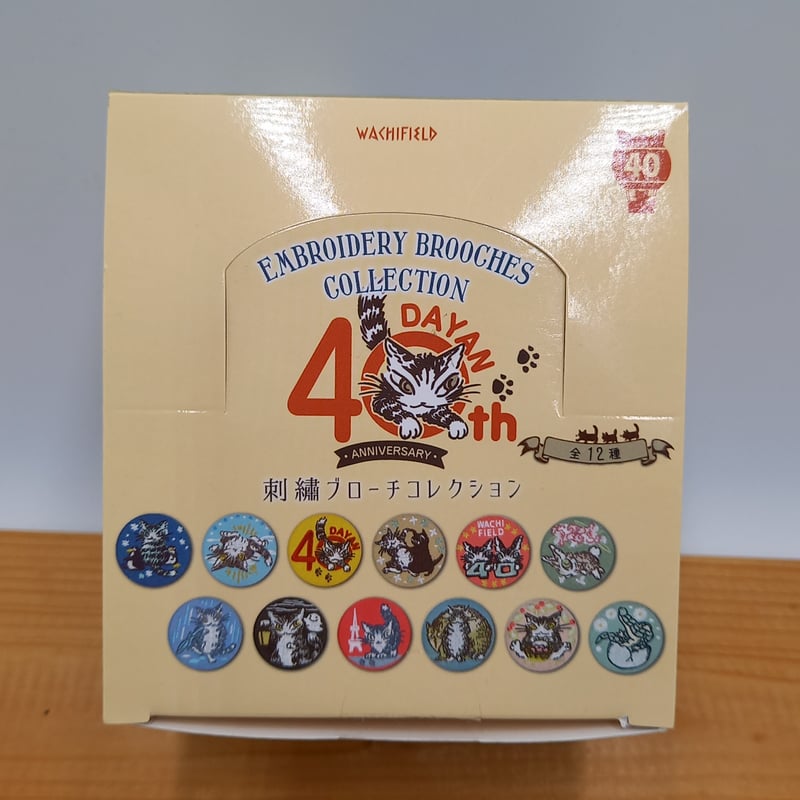 WACHIFIELD
40
EMBROIDERY BROOCHES
COLLECTION
DAYAN
40th
ANNIVERSARY
全12種
刺繍ブローチコレクション
40 DAYAN
WACHI
FIELD
40